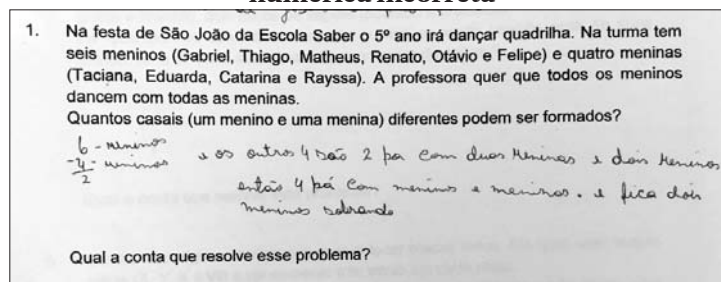 numérica incorreta
1. Na festa de São João da Escola Saber o 5º ano irá dançar quadrilha. Na turma tem
seis meninos (Gabriel, Thiago, Matheus, Renato, Otávio e Felipe) e quatro meninas
(Taciana, Eduarda, Catarina e Rayssa). A professora quer que todos os meninos
dancem com todas as meninas.
Quantos casais (um menino e uma menina) diferentes podem ser formados?
6 - meninos
- 4 - meninas
2
e os outros 4 são 2 par com duas meninas e dois meninos
então 4 pá com meninos e meninas. e fica dois
meninos sobrando
Qual a conta que resolve esse problema?